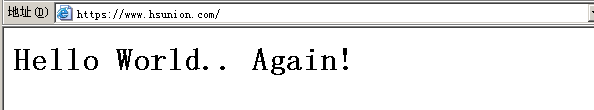 地址(D) https://www.hsunion.com/
Hello World.. Again!